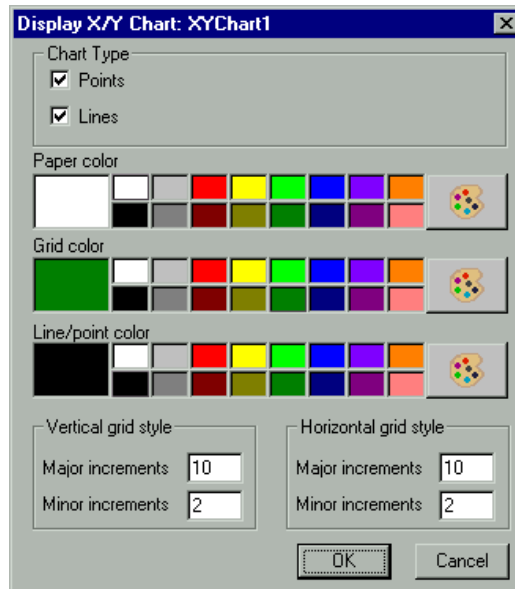 Display X/Y Chart: XYChart1
Chart Type
Points
Lines
Paper color
Grid color
Line/point color
Vertical grid style
Major increments 10
Minor increments 2
Horizontal grid style
Major increments 10
Minor increments 2
OK Cancel